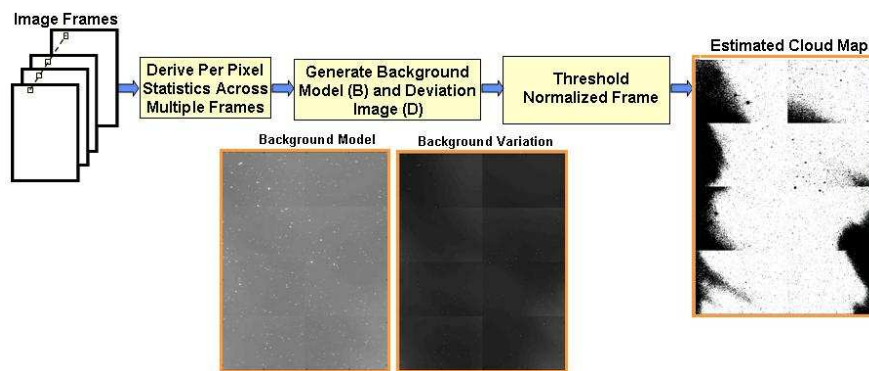 Image Frames
Derive Per Pixel
Statistics Across
Multiple Frames
Generate Background
Model (B) and Deviation
Image (D)
Threshold
Normalized Frame
Estimated Cloud Map
Background Model
Background Variation